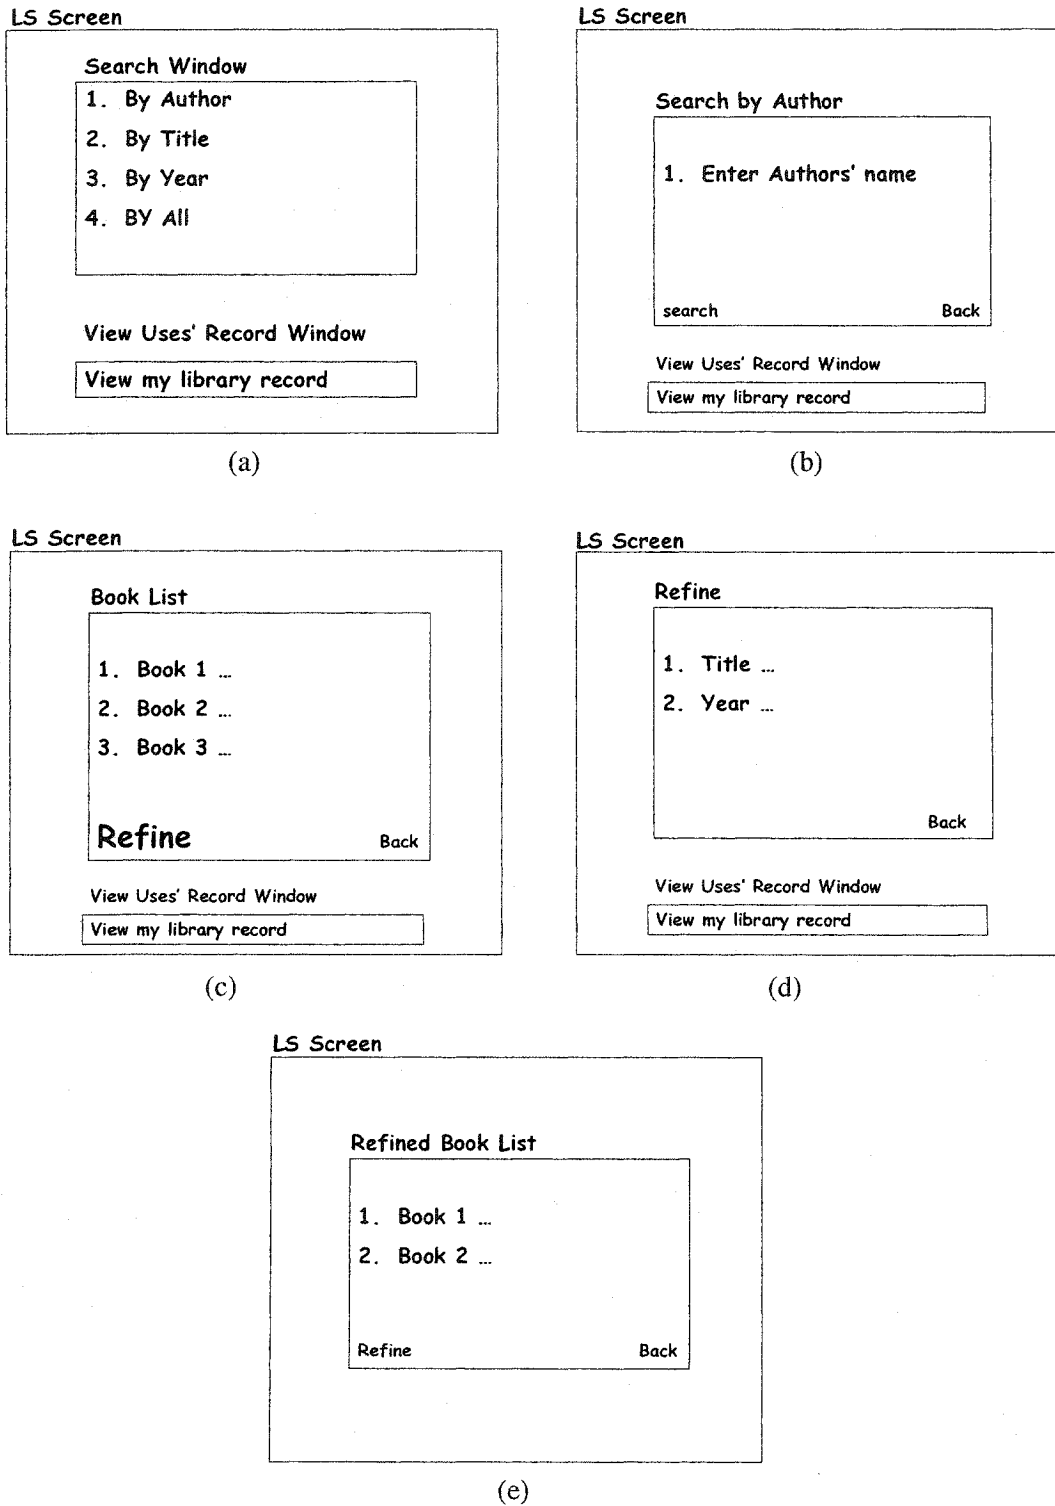 LS Screen
Search Window
1. By Author
2. By Title
3. By Year
4. BY All
View Uses' Record Window
View my library record
(a)
LS Screen
Search by Author
1. Enter Authors' name
search Back
View Uses' Record Window
View my library record
(b)
LS Screen
Book List
1. Book 1 ...
2. Book 2 ...
3. Book 3 ...
Refine Back
View Uses' Record Window
View my library record
(c)
LS Screen
Refine
1. Title ...
2. Year ...
Back
View Uses' Record Window
View my library record
(d)
LS Screen
Refined Book List
1. Book 1 ...
2. Book 2 ...
Refine Back
(e)